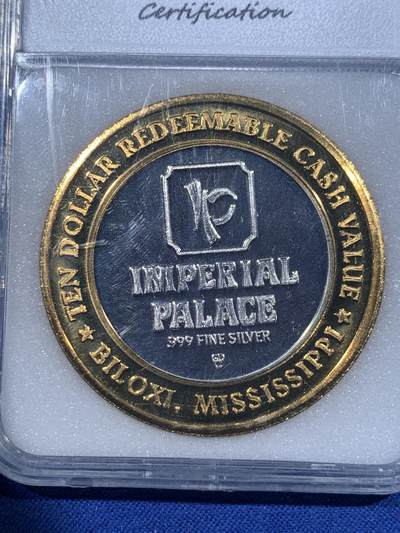 Certification
TEN DOLLAR REDEEMABLE CASH VALUE
IP
IMPERIAL
PALACE
.999 FINE SILVER
★ BILOXI, MISSISSIPPI ★